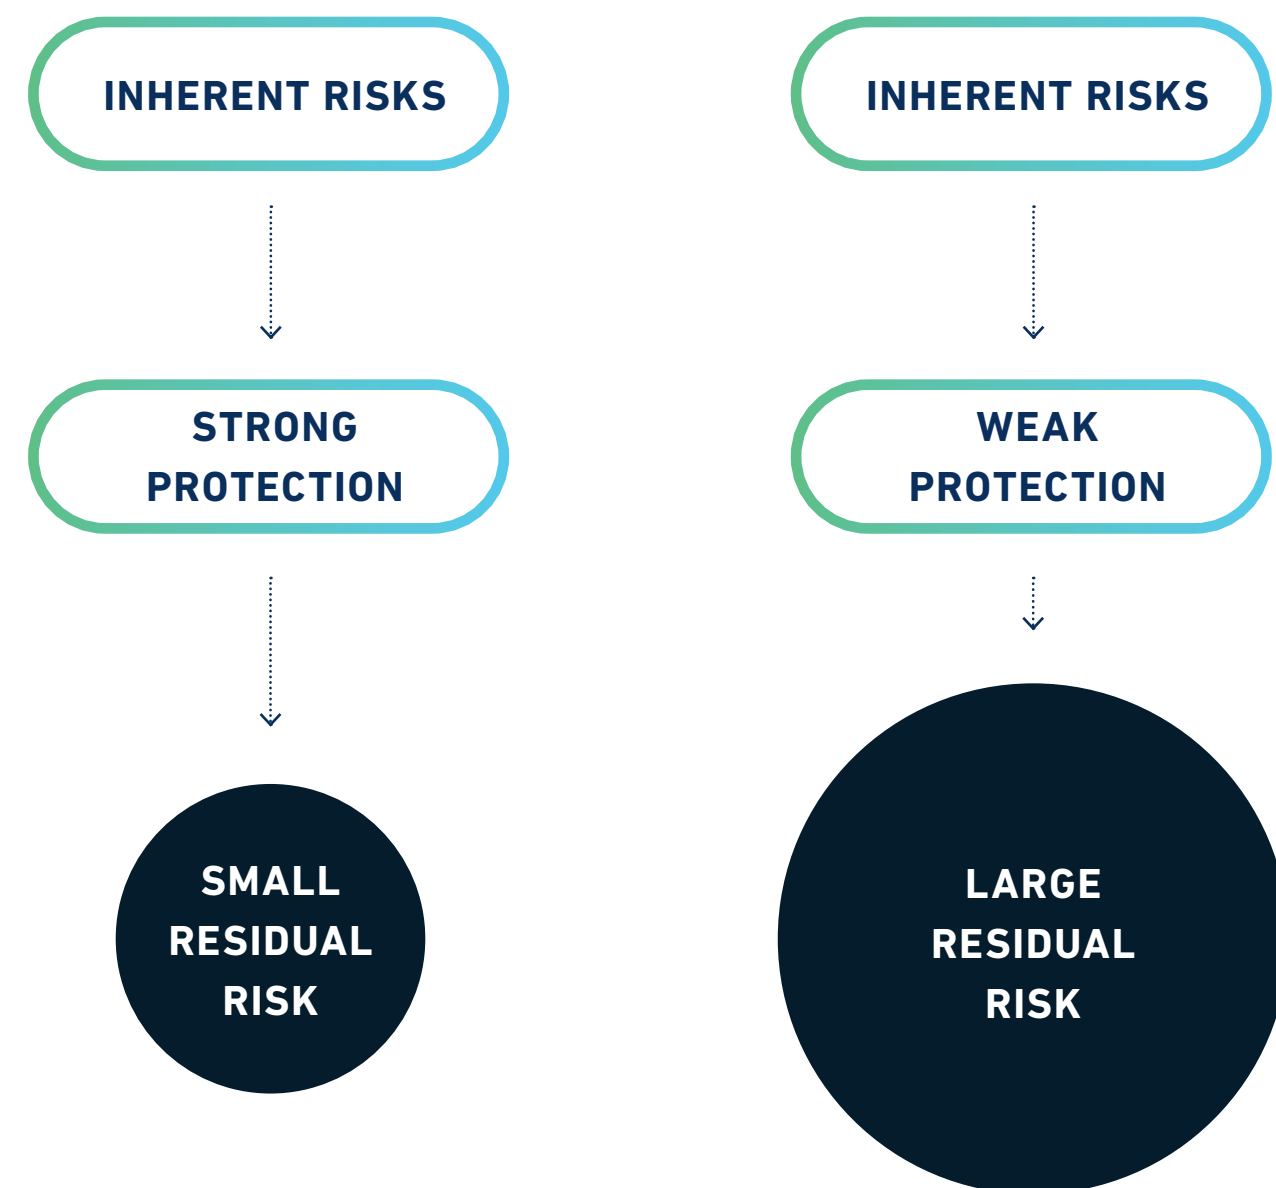 INHERENT RISKS
STRONG
PROTECTION
SMALL
RESIDUAL
RISK
INHERENT RISKS
WEAK
PROTECTION
LARGE
RESIDUAL
RISK